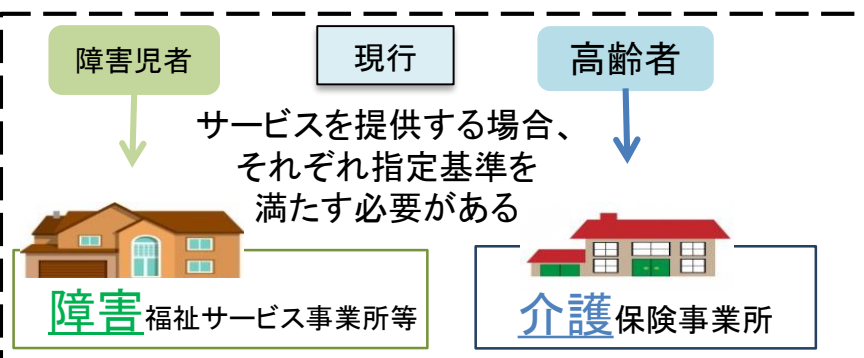 障害児者
現行
高齢者
サービスを提供する場合、
それぞれ指定基準を
満たす必要がある
障害福祉サービス事業所等
介護保険事業所